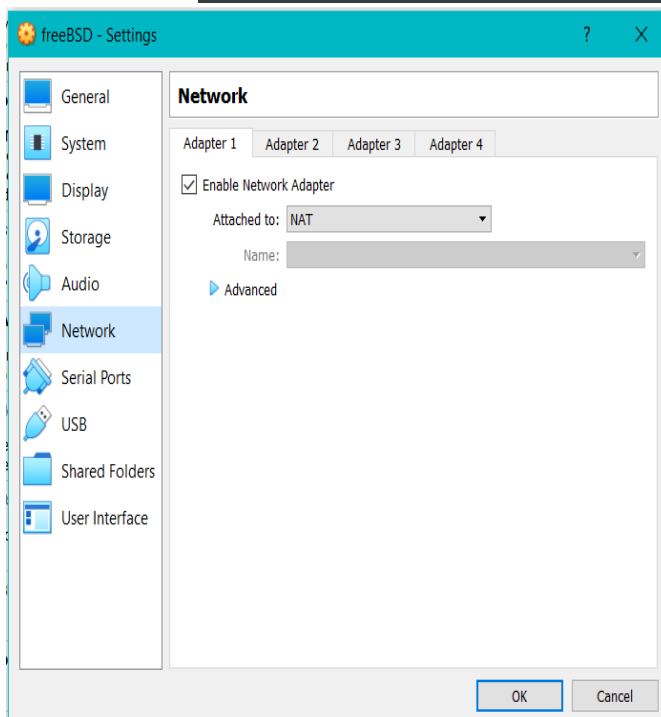 freeBSD - Settings
?
X
General
System
Display
Storage
Audio
Network
Serial Ports
USB
Shared Folders
User Interface
Network
Adapter 1
Adapter 2
Adapter 3
Adapter 4
Enable Network Adapter
Attached to: NAT
Name:
Advanced
OK
Cancel